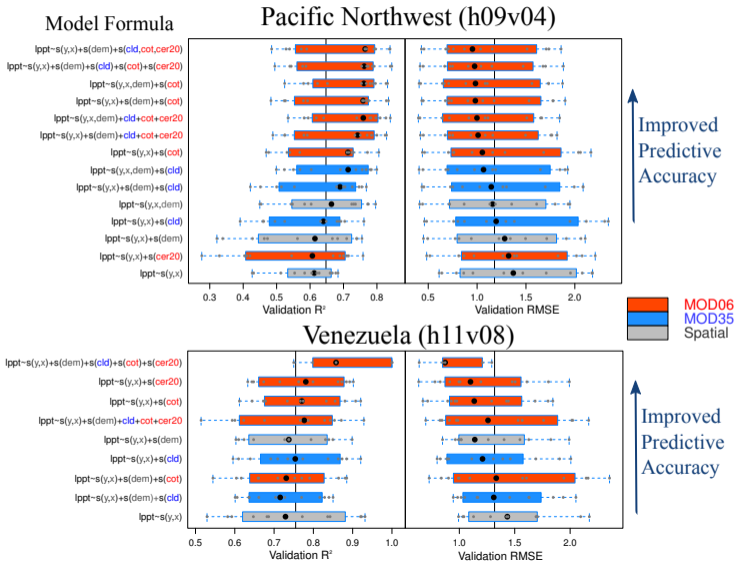 Model Formula
Pacific Northwest (h09v04)
lppt~s(y,x)+s(dem)+s(cld,cot,cer20)
lppt~s(y,x)+s(dem)+s(cld)+s(cot)+s(cer20)
lppt~s(y,x,dem)+s(cot)
lppt~s(y,x)+s(dem)+s(cot)
lppt~s(y,x,dem)+cld+cot+cer20
lppt~s(y,x)+s(dem)+cld+cot+cer20
lppt~s(y,x)+s(cot)
lppt~s(y,x,dem)+s(cld)
lppt~s(y,x)+s(dem)+s(cld)
lppt~s(y,x,dem)
lppt~s(y,x)+s(cld)
lppt~s(y,x)+s(dem)
lppt~s(y,x)+s(cer20)
lppt~s(y,x)
0.3 0.4 0.5 0.6 0.7 0.8
Validation R²
0.5 1.0 1.5 2.0
Validation RMSE
Improved
Predictive
Accuracy
MOD06
MOD35
Spatial
Venezuela (h11v08)
lppt~s(y,x)+s(dem)+s(cld)+s(cot)+s(cer20)
lppt~s(y,x)+s(cer20)
lppt~s(y,x)+s(cot)
lppt~s(y,x)+s(dem)+cld+cot+cer20
lppt~s(y,x)+s(dem)
lppt~s(y,x)+s(cld)
lppt~s(y,x)+s(dem)+s(cot)
lppt~s(y,x)+s(dem)+s(cld)
lppt~s(y,x)
0.5 0.6 0.7 0.8 0.9 1.0
Validation R²
1.0 1.5 2.0
Validation RMSE
Improved
Predictive
Accuracy